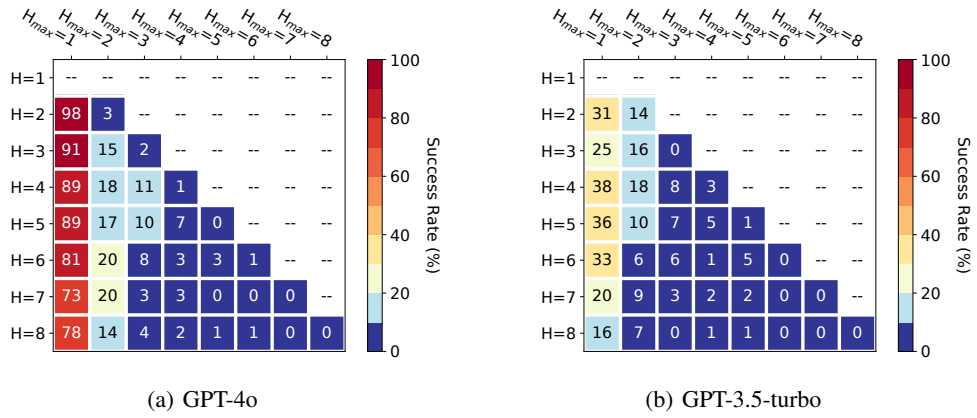 H_max=1 H_max=2 H_max=3 H_max=4 H_max=5 H_max=6 H_max=7 H_max=8
H=1 -- -- -- -- -- -- -- --
H=2 98 3 -- -- -- -- -- --
H=3 91 15 2 -- -- -- -- --
H=4 89 18 11 1 -- -- -- --
H=5 89 17 10 7 0 -- -- --
H=6 81 20 8 3 3 1 -- --
H=7 73 20 3 3 0 0 0 --
H=8 78 14 4 2 1 1 0 0
100
80
60
40
20
0
Success Rate (%)
(a) GPT-4o
H_max=1 H_max=2 H_max=3 H_max=4 H_max=5 H_max=6 H_max=7 H_max=8
H=1 -- -- -- -- -- -- -- --
H=2 31 14 -- -- -- -- -- --
H=3 25 16 0 -- -- -- -- --
H=4 38 18 8 3 -- -- -- --
H=5 36 10 7 5 1 -- -- --
H=6 33 6 6 1 5 0 -- --
H=7 20 9 3 2 2 0 0 --
H=8 16 7 0 1 1 0 0 0
100
80
60
40
20
0
Success Rate (%)
(b) GPT-3.5-turbo